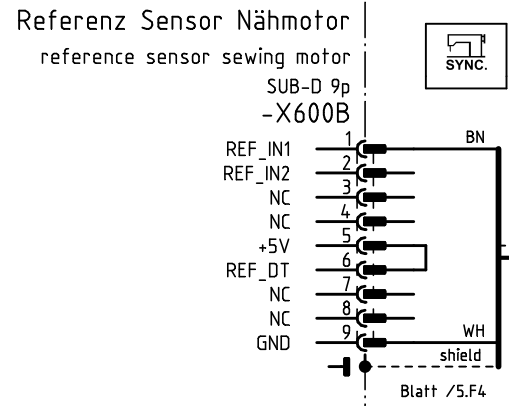 Referenz Sensor Nähmotor
reference sensor sewing motor
SYNC.
SUB-D 9p
-X600B
REF_IN1 1 BN
REF_IN2 2
NC 3
NC 4
+5V 5
REF_DT 6
NC 7
NC 8
GND 9 WH
shield
Blatt /5.F4